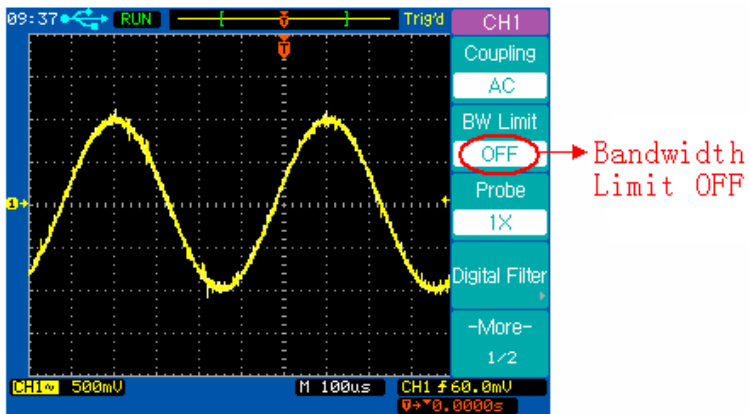 09:37 RUN T Trig'd CH1
T
Coupling
AC
BW Limit
OFF
Bandwidth
Limit OFF
Probe
1X
1
Digital Filter
-More-
1/2
CH1~ 500mV M 100us CH1 60.0mV
T 0.0000s